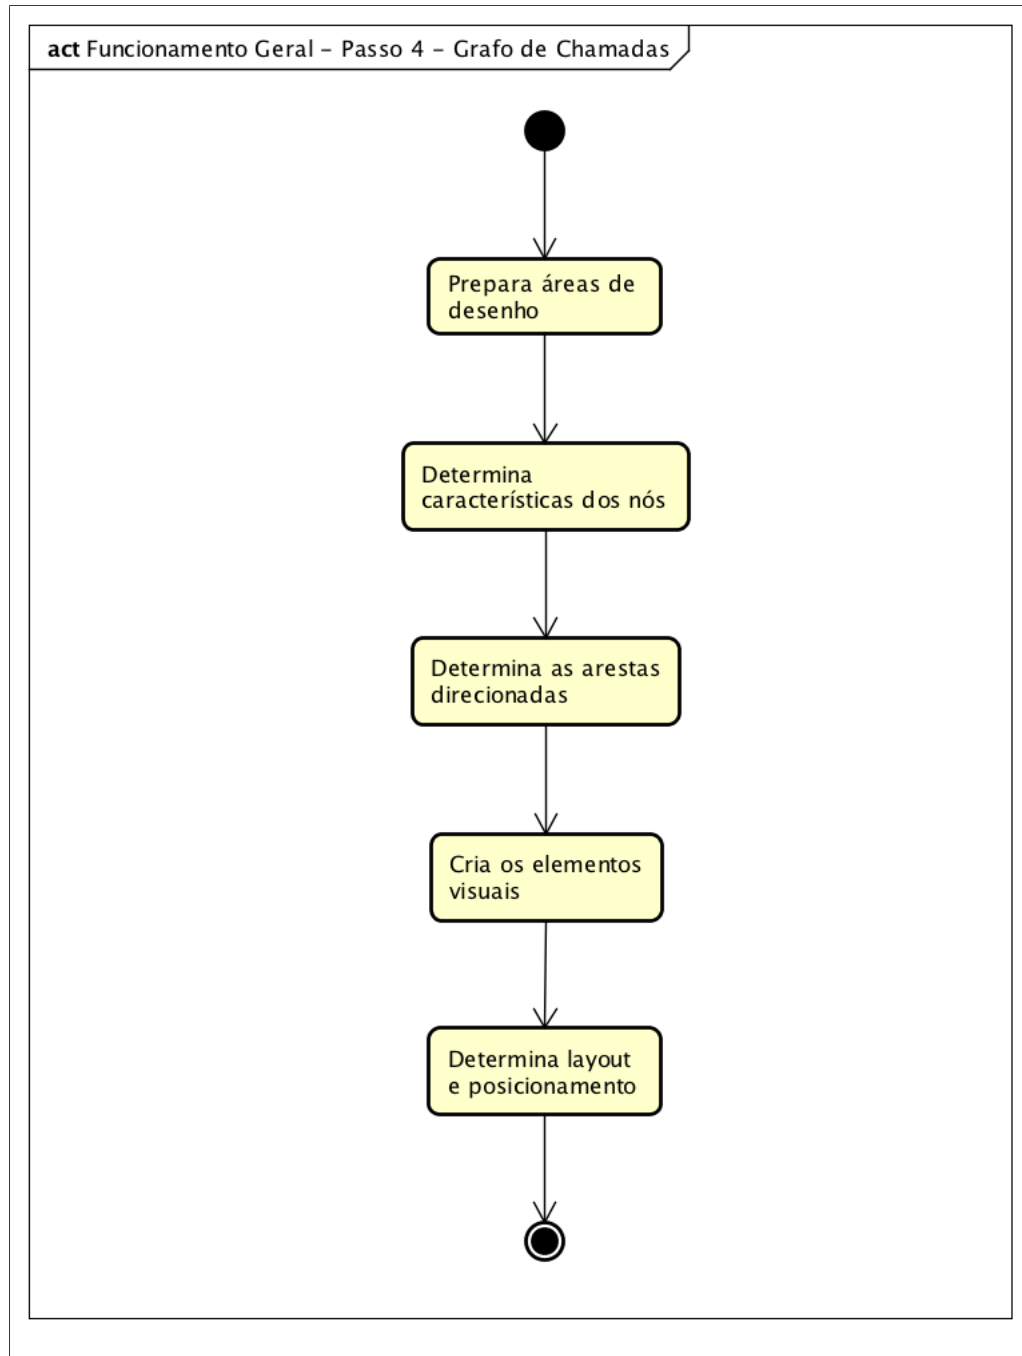 act Funcionamento Geral - Passo 4 - Grafo de Chamadas
Prepara áreas de
desenho
Determina
característísticas dos nós
Determina as arestas
direcionadas
Cria os elementos
visuais
Determina layout
e posicionamento